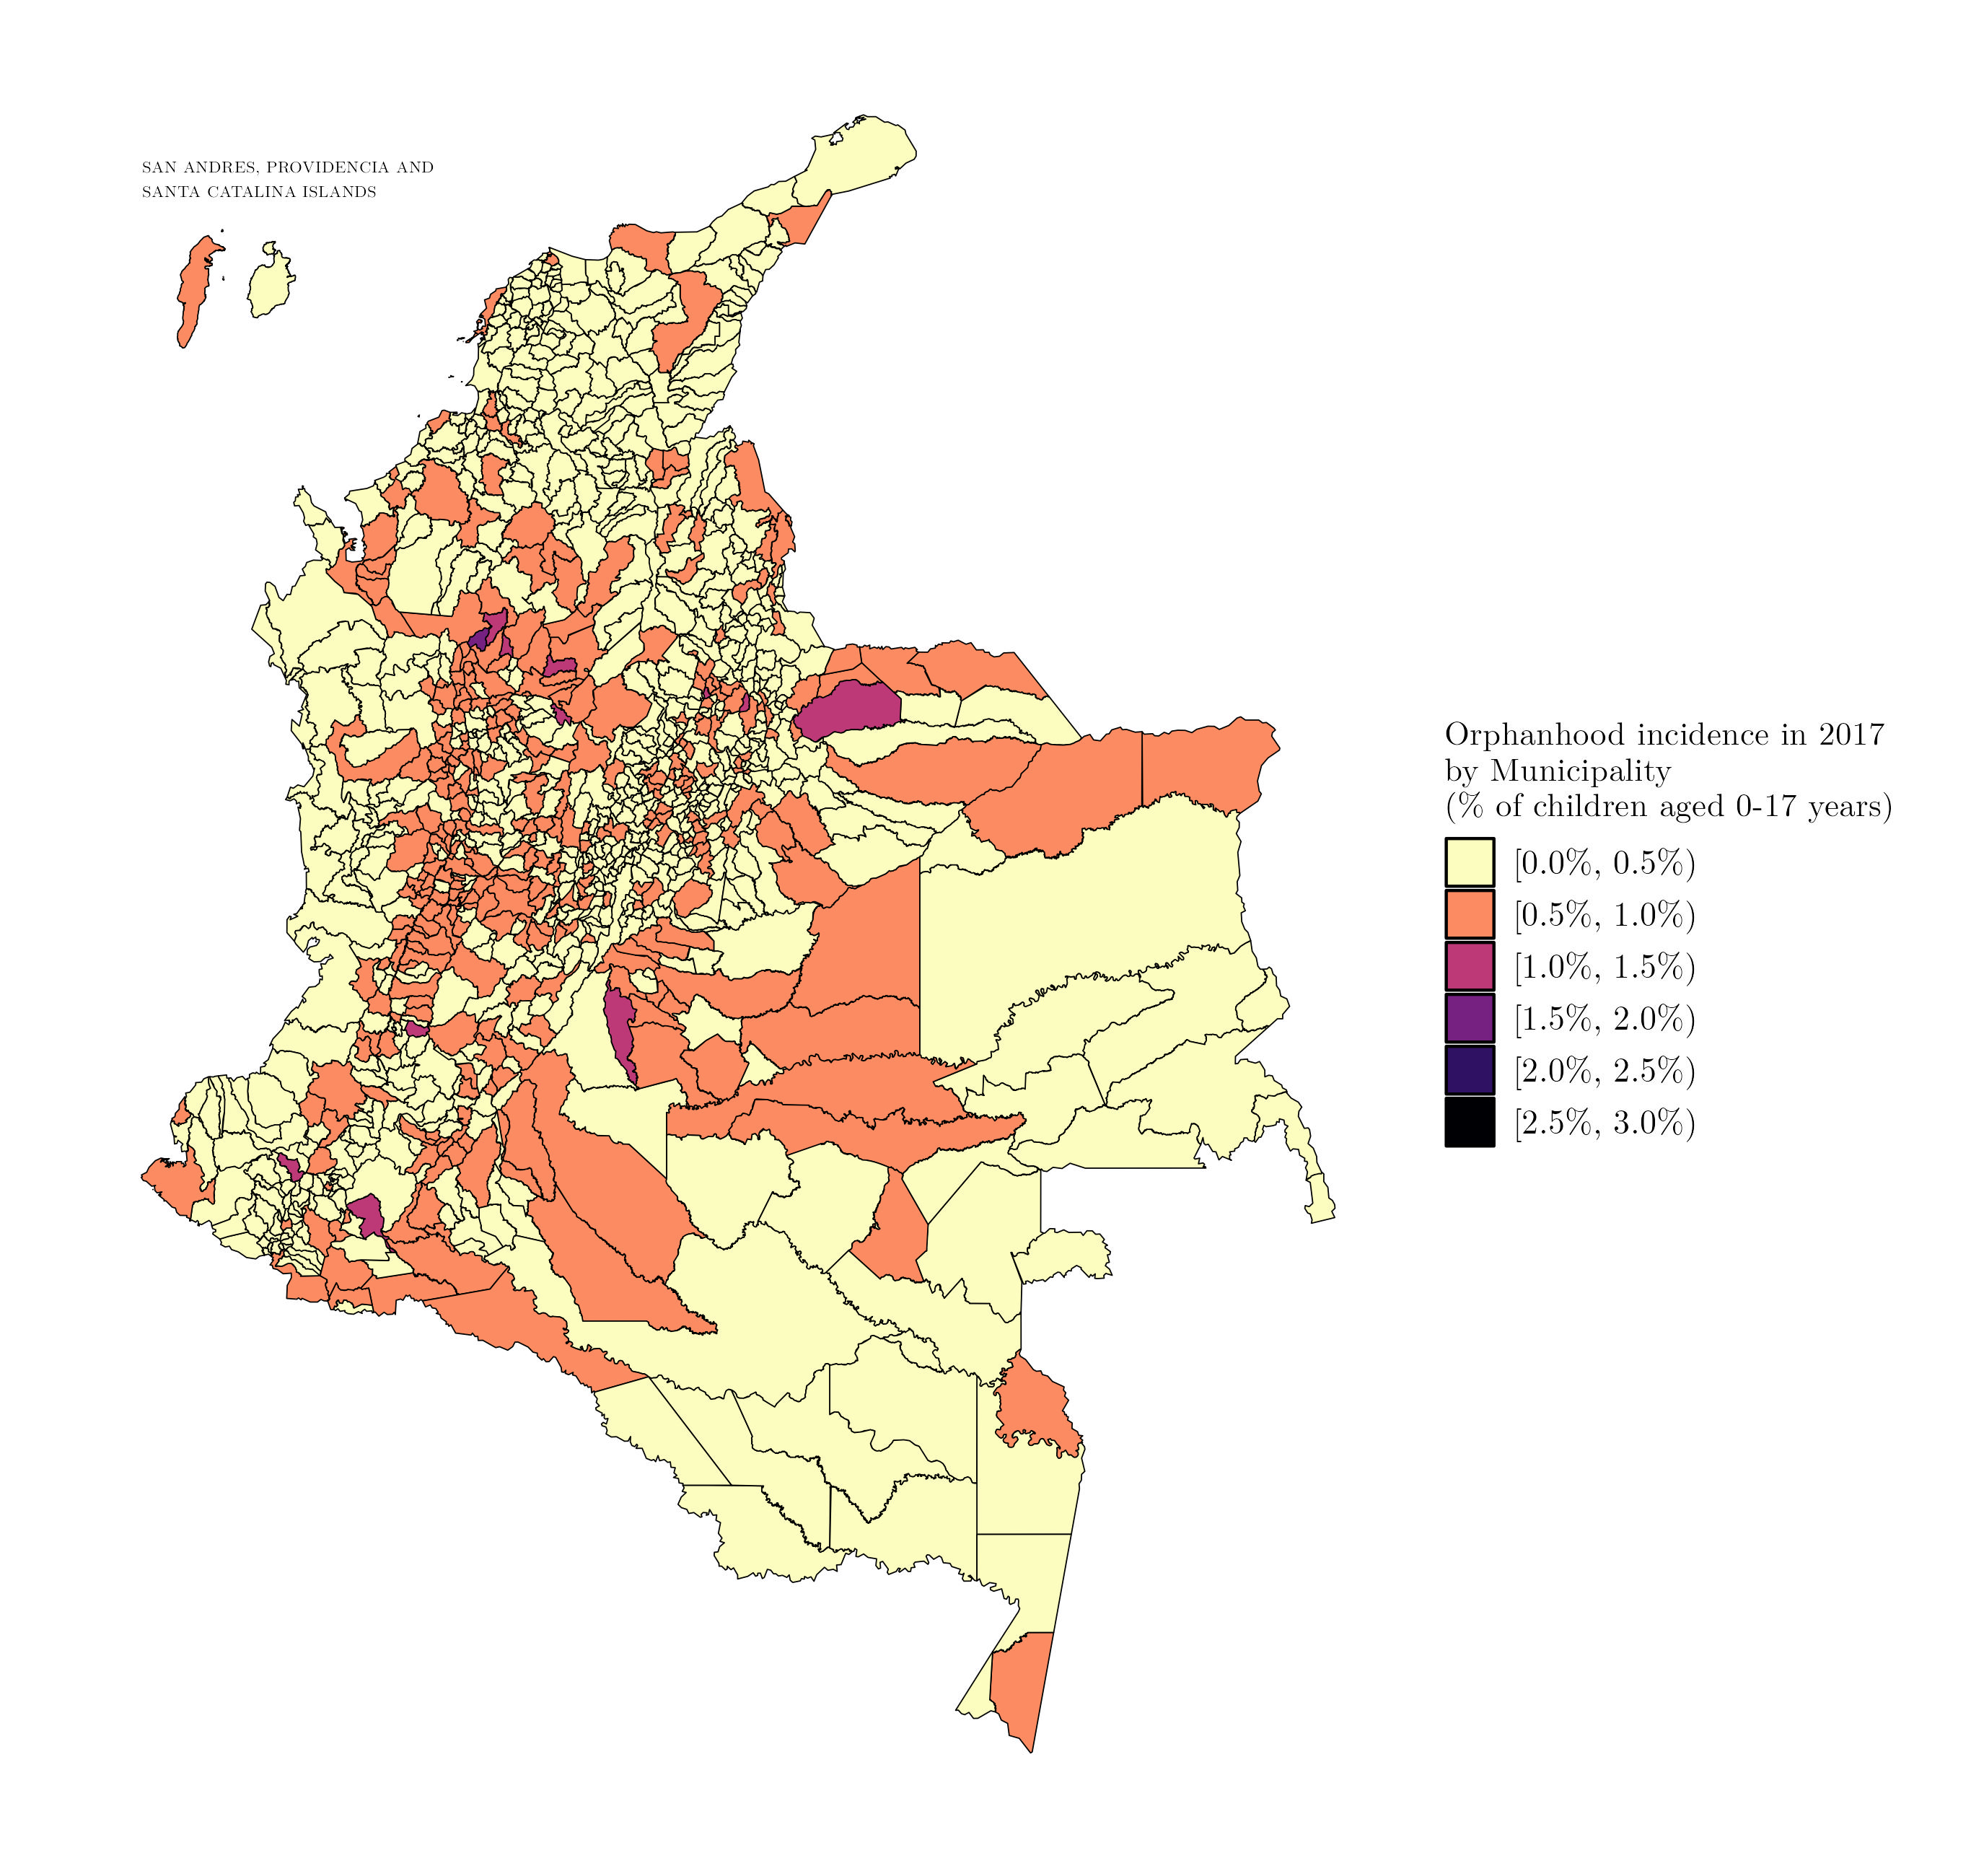 SAN ANDRES, PROVIDENCIA AND
SANTA CATALINA ISLANDS
Orphanhood incidence in 2017
by Municipality
(% of children aged 0-17 years)
[0.0%, 0.5%)
[0.5%, 1.0%)
[1.0%, 1.5%)
[1.5%, 2.0%)
[2.0%, 2.5%)
[2.5%, 3.0%)